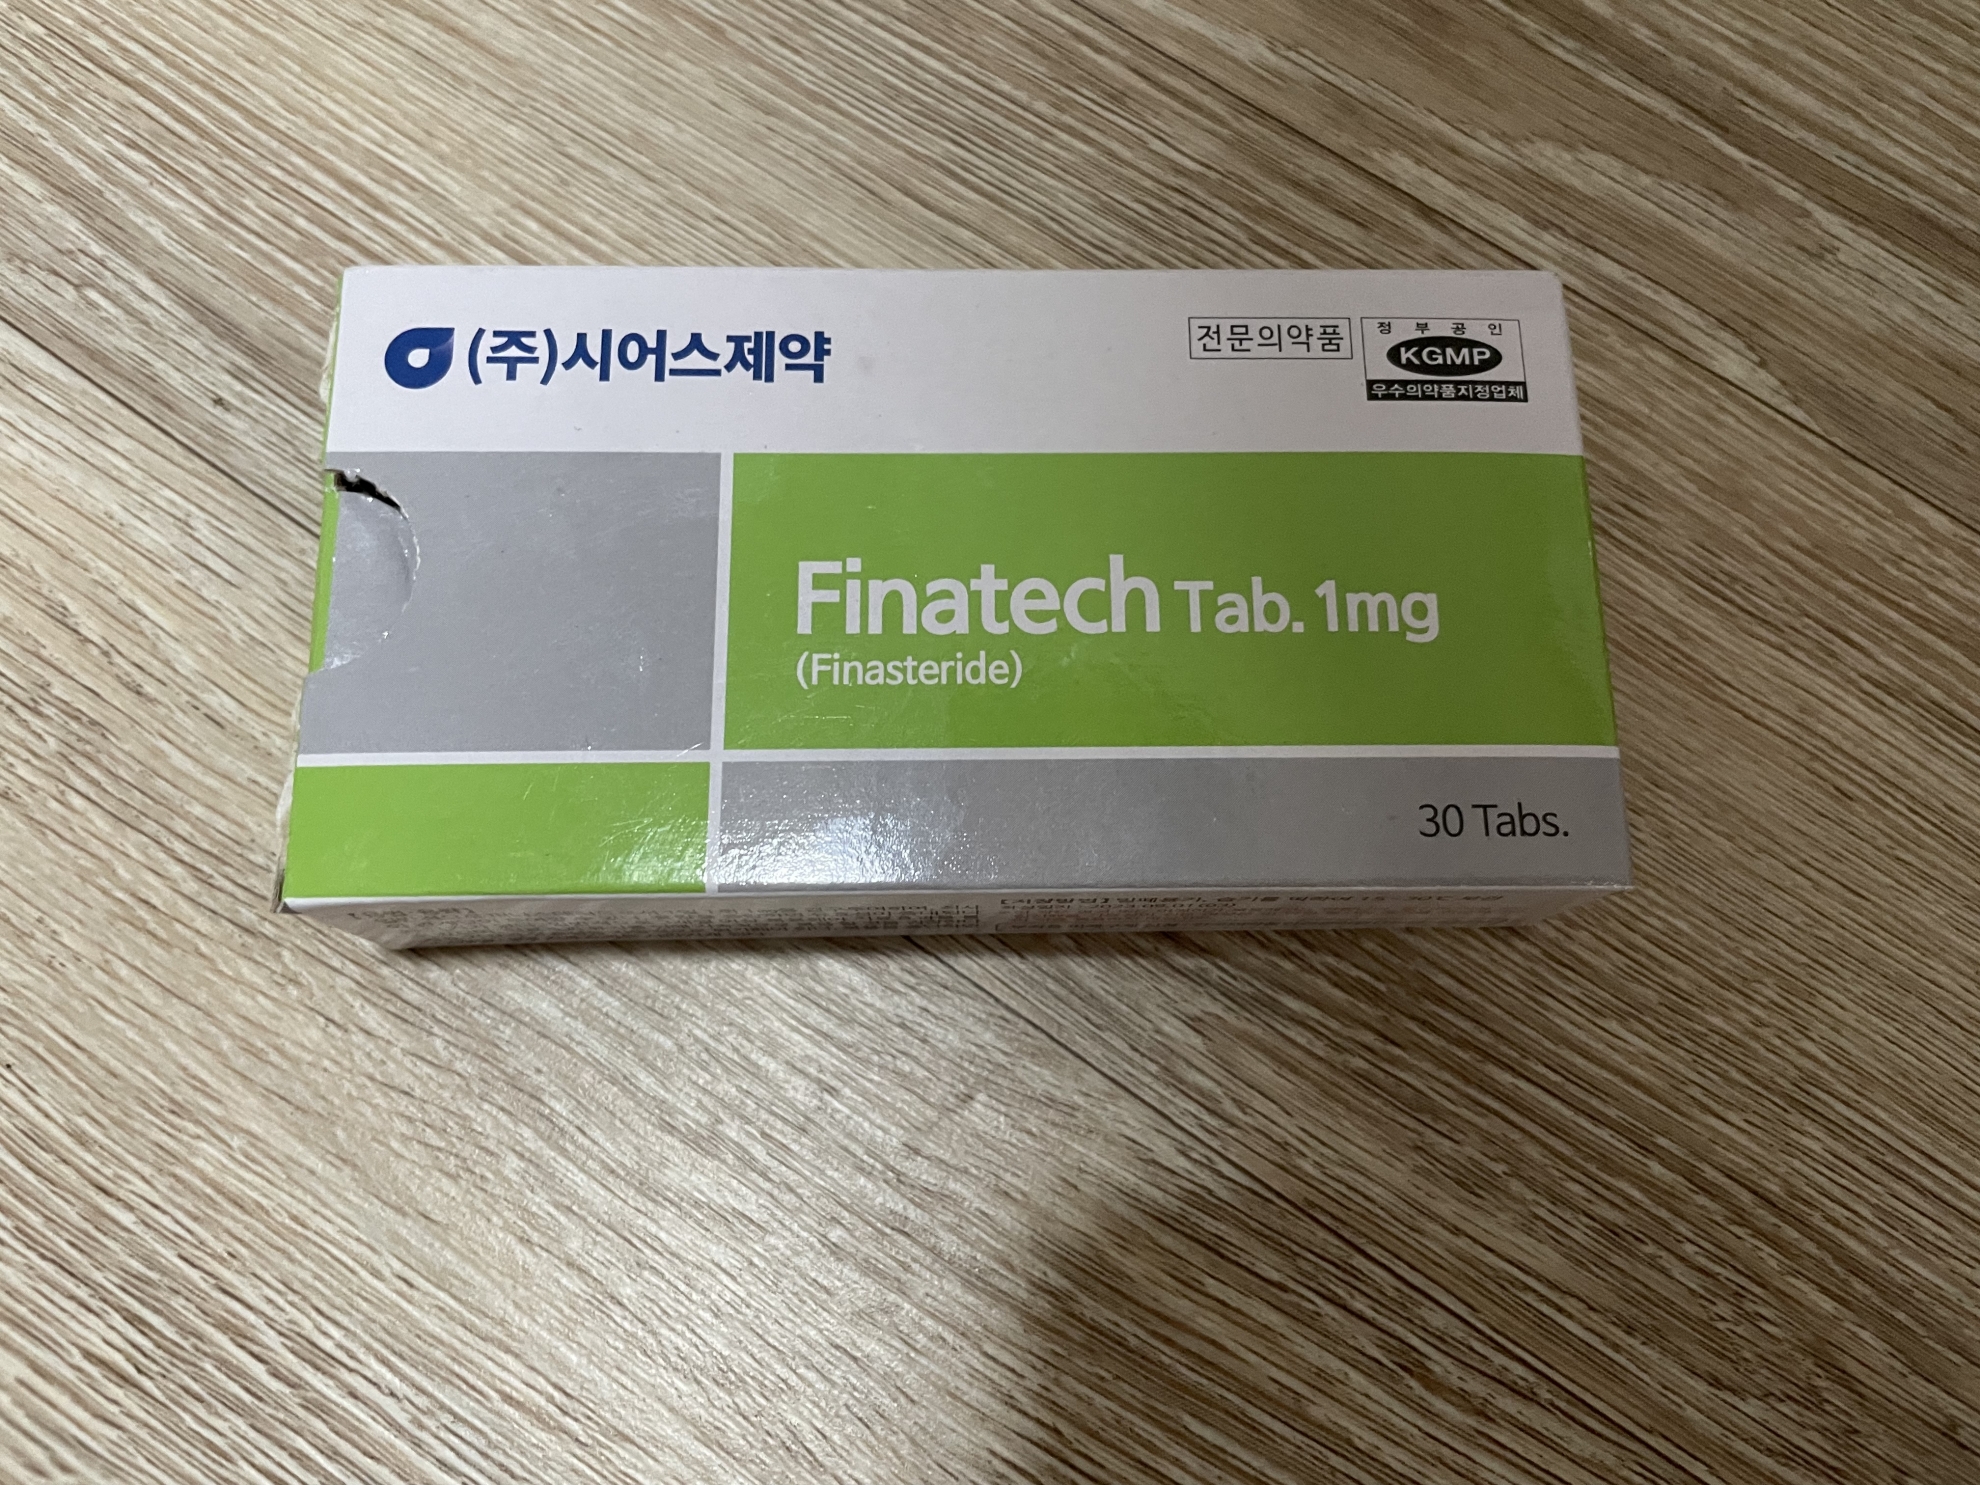 (주)시어스제약
전문의약품
정부공인
KGMP
우수의약품지정업체
Finatech Tab. 1mg
(Finasteride)
30 Tabs.